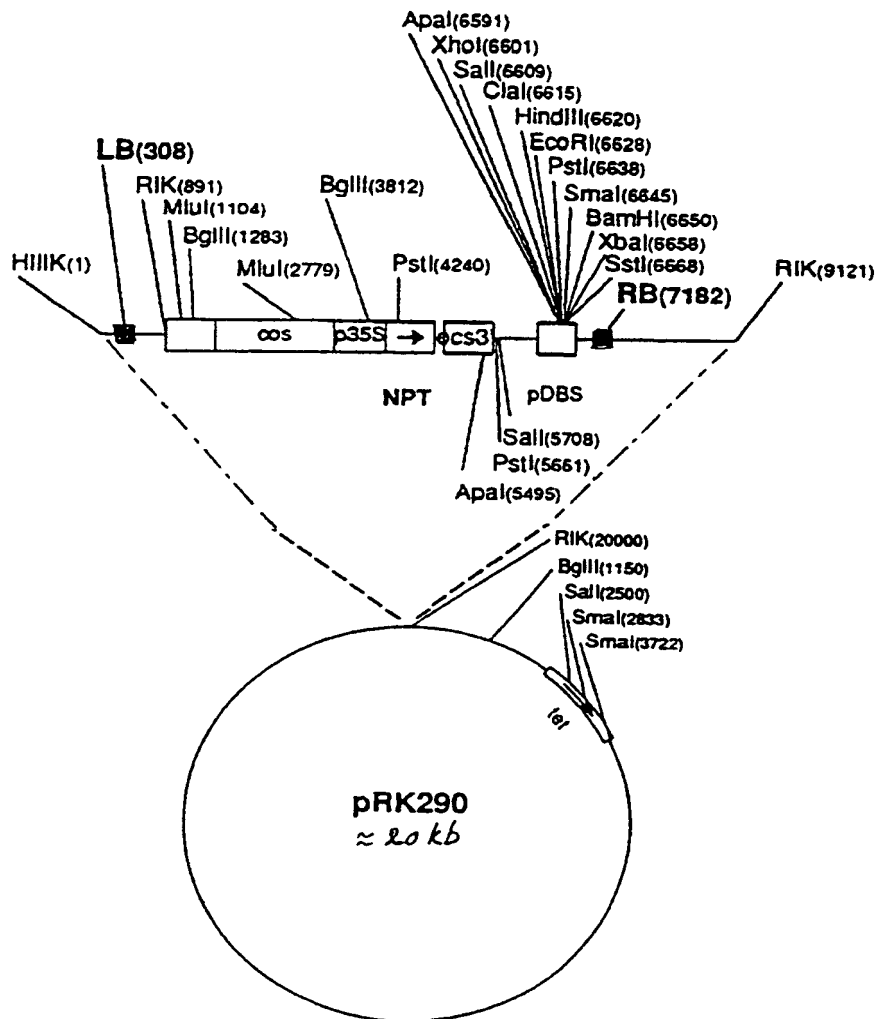 ApaI(6591)
XhoI(6601)
SalI(6609)
ClaI(6615)
HindIII(6620)
EcoRI(6628)
PstI(6638)
SmaI(6645)
BamHI(6650)
XbaI(6658)
SstI(6668)
LB(308)
RIK(891)
MluI(1104)
BglII(1283)
BglII(3812)
HIIIK(1)
MluI(2779)
PstI(4240)
RB(7182)
RIK(9121)
cos
p35S
ocs3
NPT
pDBS
SalI(5708)
PstI(5661)
ApaI(5495)
RIK(20000)
BglII(1150)
SalI(2500)
SmaI(2833)
SmaI(3722)
tet
pRK290
≈ 20 kb